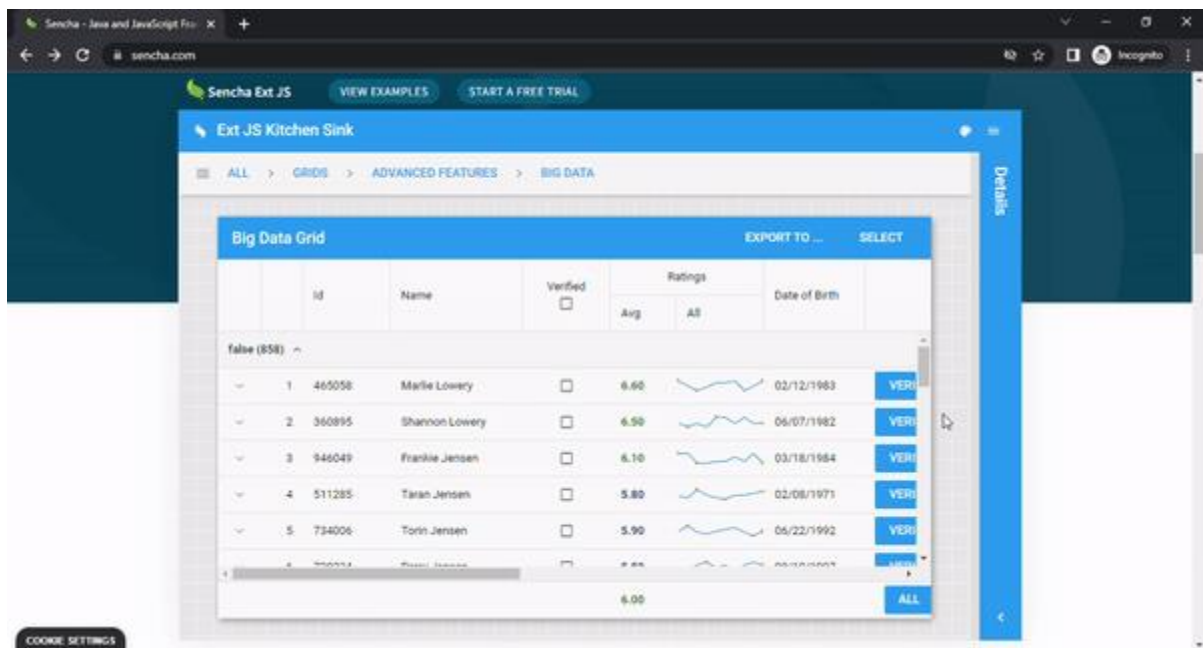 Sencha - Java and JavaScript Fra
sencha.com
Incognito
Sencha Ext JS VIEW EXAMPLES START A FREE TRIAL
Ext JS Kitchen Sink
ALL > GRIDS > ADVANCED FEATURES > BIG DATA
Details
Big Data Grid EXPORT TO ... SELECT
Id Name Verified Ratings Date of Birth
Avg All
false (858)
1 465058 Marlie Lowery 6.60 02/12/1983 VERI
2 360895 Shannon Lowery 6.50 06/07/1982 VERI
3 946049 Frankie Jensen 6.10 03/18/1984 VERI
4 511285 Taran Jensen 5.80 02/08/1971 VERI
5 734006 Torin Jensen 5.90 06/22/1992 VERI
6.00 ALL
COOKIE SETTINGS